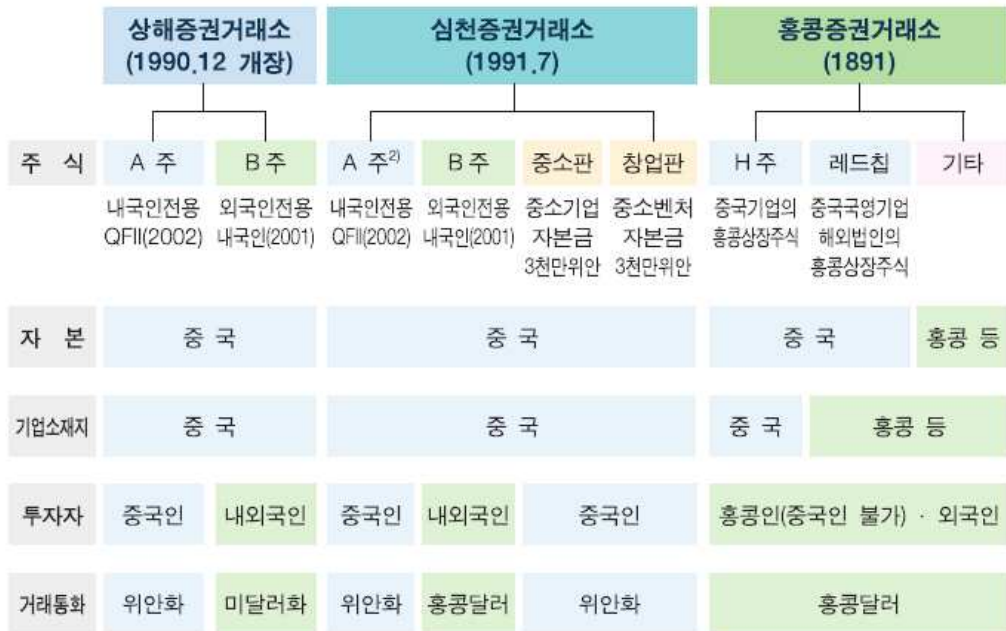 상해증권거래소
(1990.12 개장)
심천증권거래소
(1991.7)
홍콩증권거래소
(1891)
주 식
A 주
B 주
A 주2)
B 주
중소판
창업판
H 주
레드칩
기타
내국인전용
QFII(2002)
외국인전용
내국인(2001)
내국인전용
QFII(2002)
외국인전용
내국인(2001)
중소기업
자본금
3천만위안
중소벤처
자본금
3천만위안
중국기업의
홍콩상장주식
중국국영기업
해외법인의
홍콩상장주식
자 본
중 국
중 국
중 국
홍콩 등
기업소재지
중 국
중 국
중 국
홍콩 등
투자자
중국인
내외국인
중국인
내외국인
중국인
홍콩인(중국인 불가) · 외국인
거래통화
위안화
미달러화
위안화
홍콩달러
위안화
홍콩달러